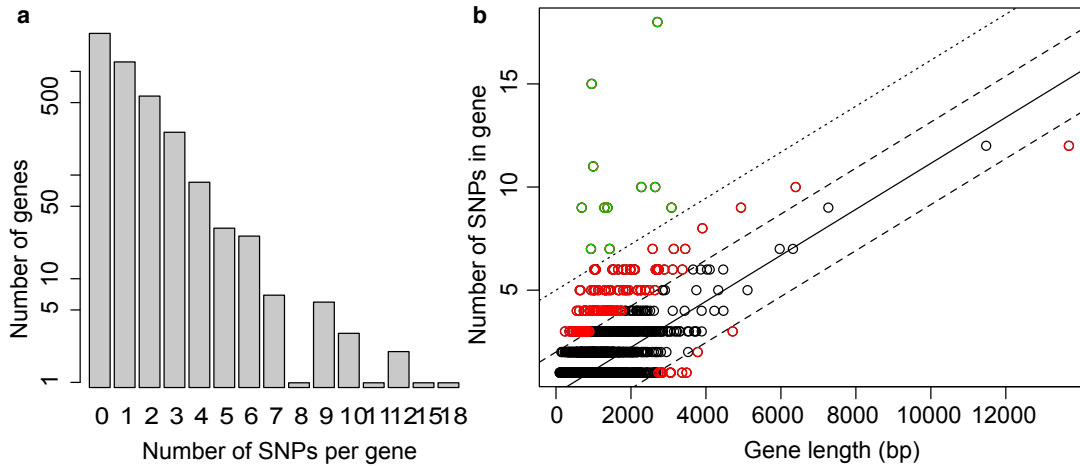 a
Number of genes
500
50
10
5
1
0 1 2 3 4 5 6 7 8 9 10 11 12 15 18
Number of SNPs per gene
b
Number of SNPs in gene
15
10
5
0 2000 4000 6000 8000 10000 12000
Gene length (bp)